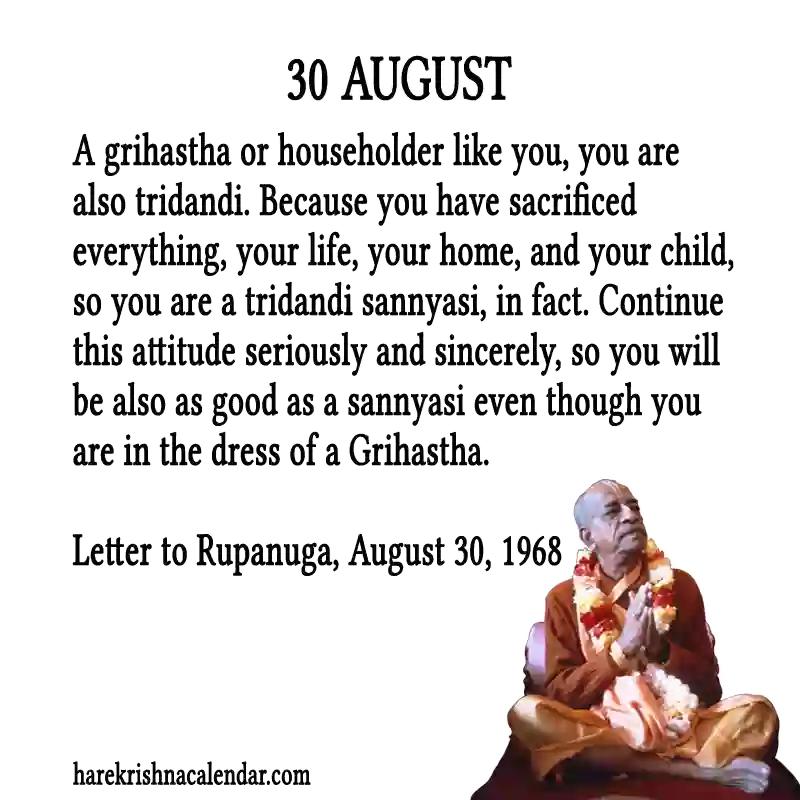 30 AUGUST
A grihastha or householder like you, you are
also tridandi. Because you have sacrificed
everything, your life, your home, and your child,
so you are a tridandi sannyasi, in fact. Continue
this attitude seriously and sincerely, so you will
be also as good as a sannyasi even though you
are in the dress of a Grihastha.
Letter to Rupanuga, August 30, 1968
harekrishnacalendar.com